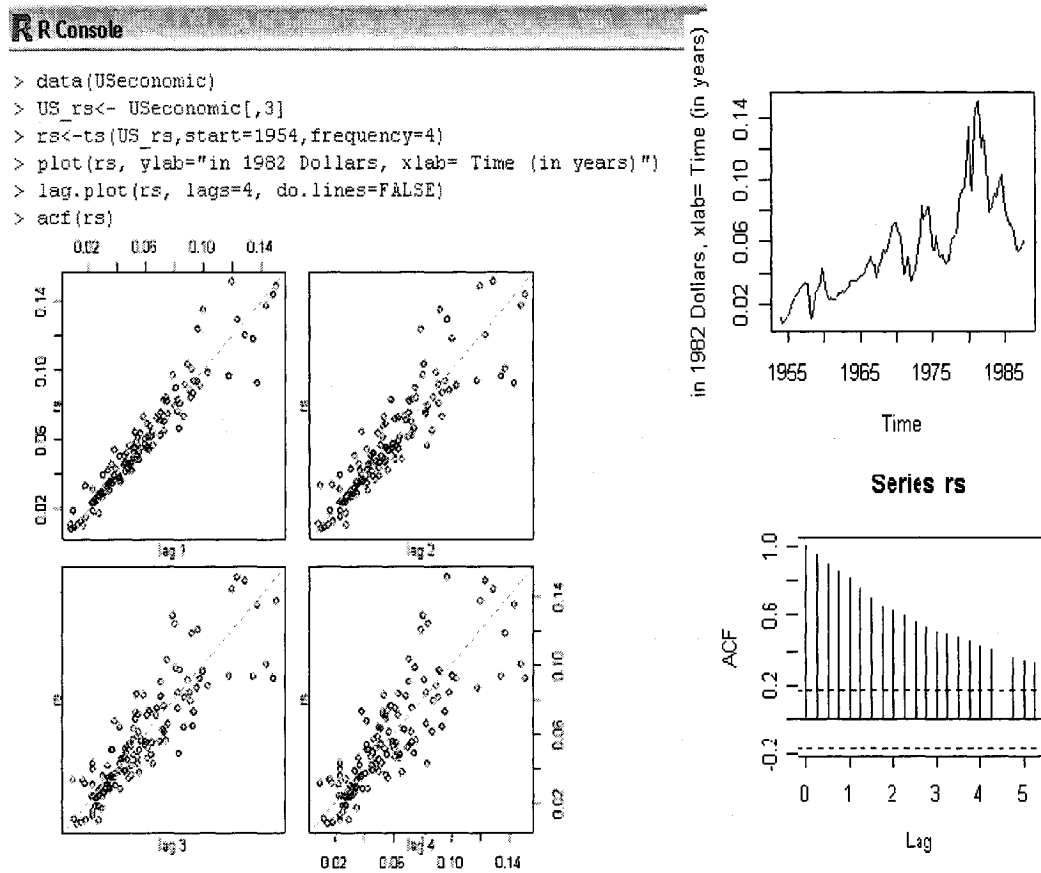 R R Console
> data(USeconomic)
> US_rs<- USeconomic[,3]
> rs<-ts(US_rs,start=1954,frequency=4)
> plot(rs, ylab="in 1982 Dollars, xlab= Time (in years)")
> lag.plot(rs, lags=4, do.lines=FALSE)
> acf(rs)
0.02 0.06 0.10 0.14
0.14
0.10
0.06
0.02
rs
rs
lag 1
lag 2
rs
rs
0.14
0.10
0.06
0.02
lag 3
lag 4
0.02 0.06 0.10 0.14
in 1982 Dollars, xlab= Time (in years)
0.14
0.10
0.06
0.02
1955 1965 1975 1985
Time
Series rs
ACF
1.0
0.6
0.2
-0.2
0 1 2 3 4 5
Lag